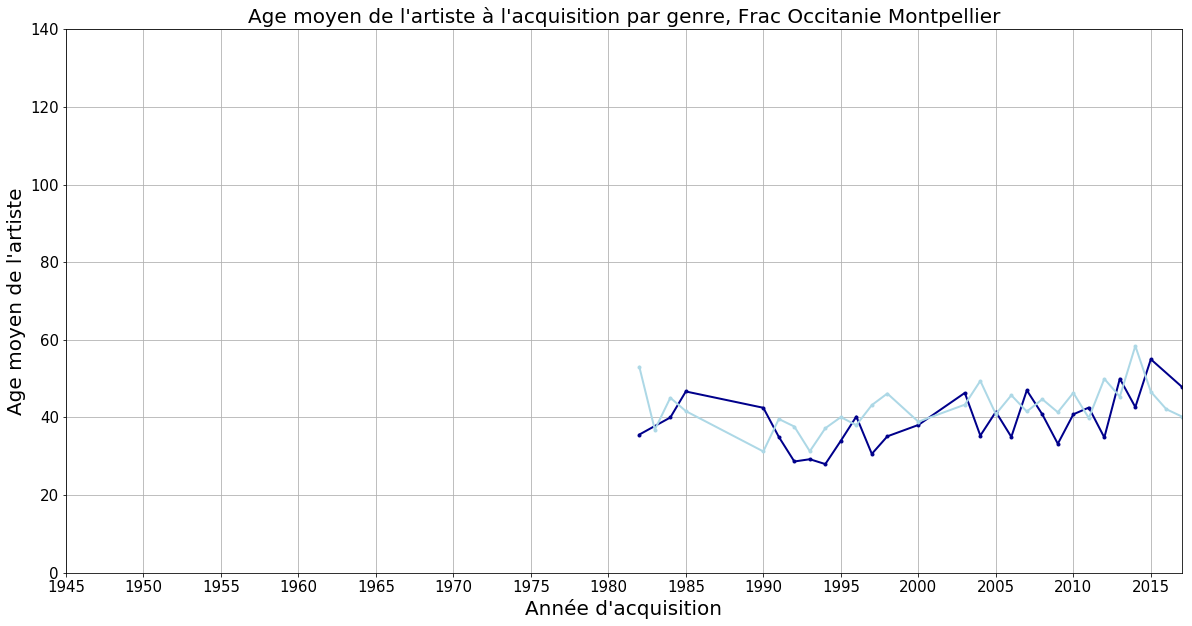 Age moyen de l'artiste à l'acquisition par genre, Frac Occitanie Montpellier
140
120
100
80
60
40
20
0
Age moyen de l'artiste
1945 1950 1955 1960 1965 1970 1975 1980 1985 1990 1995 2000 2005 2010 2015
Année d'acquisition